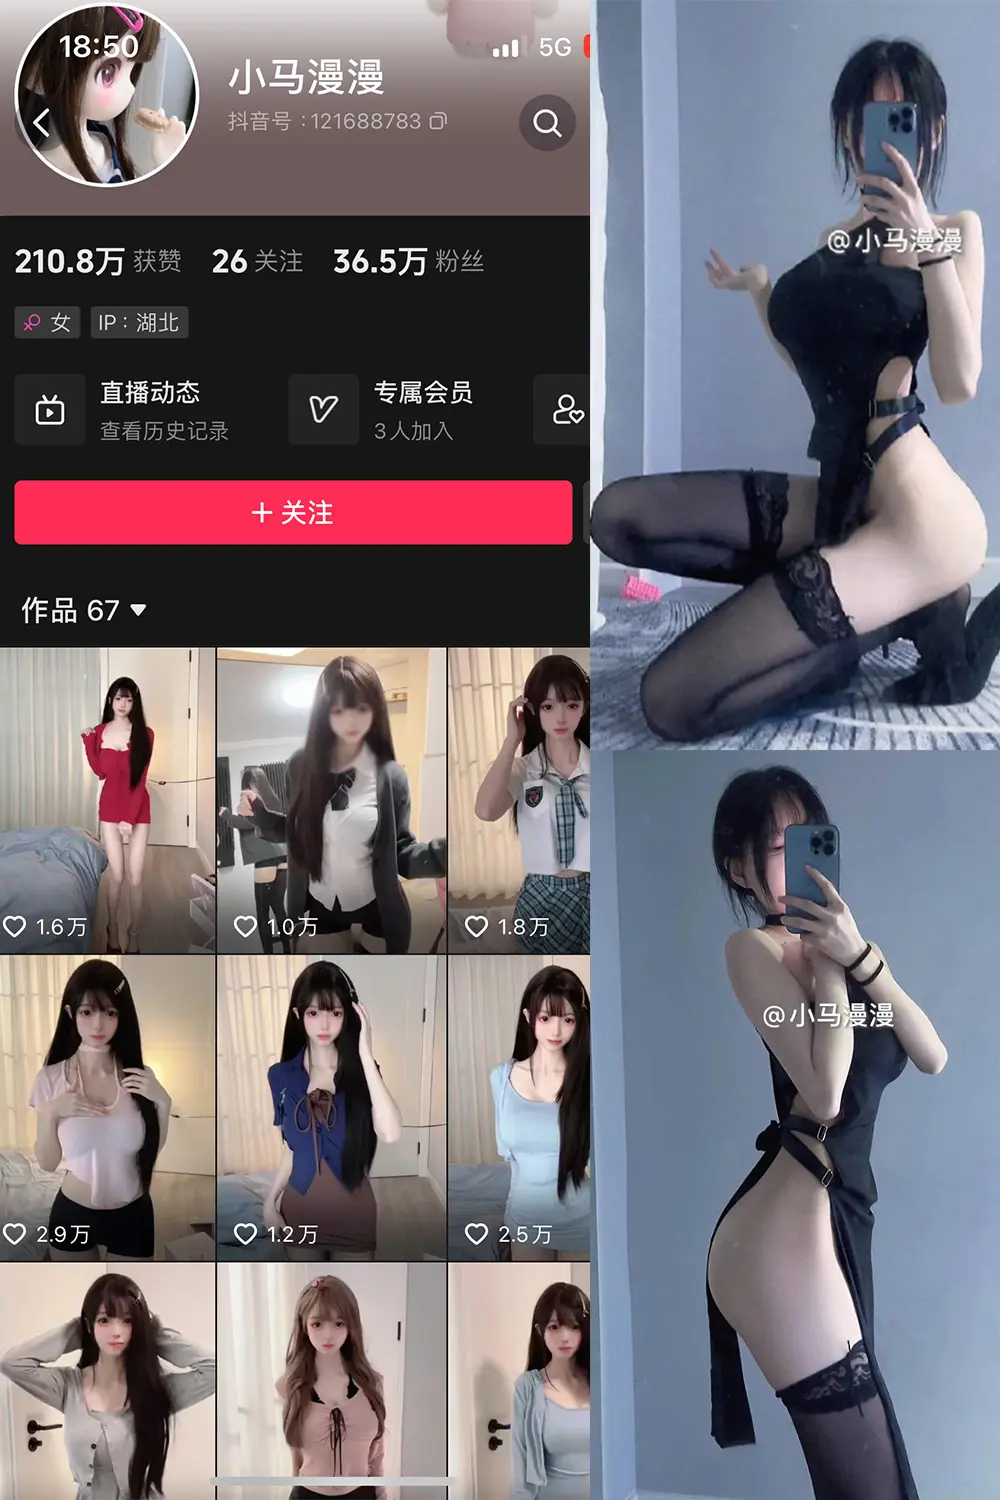 18:50
5G
小马漫漫
抖音号：121688783
210.8万 获赞 26 关注 36.5万 粉丝
女 IP：湖北
直播动态
查看历史记录
专属会员
3人加入
+ 关注
作品 67
1.6万
1.0万
1.8万
2.9万
1.2万
2.5万
@小马漫漫
@小马漫漫